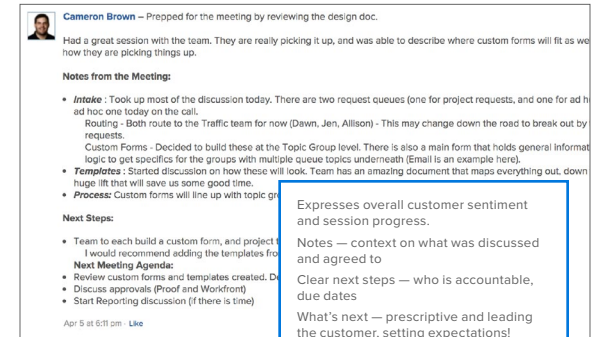 Cameron Brown – Prepped for the meeting by reviewing the design doc.
Had a great session with the team. They are really picking it up, and was able to describe where custom forms will fit as we
how they are picking things up.
Notes from the Meeting:
• Intake : Took up most of the discussion today. There are two request queues (one for project requests, and one for ad h
ad hoc one today on the call.
Routing - Both route to the Traffic team for now (Dawn, Jen, Allison) - This may change down the road to break out by
requests.
Custom Forms - Decided to build these at the Topic Group level. There is also a main form that holds general informat
logic to get specifics for the groups with multiple queue topics underneath (Email is an example here).
• Templates : Started discussion on how these will look. Team has an amazing document that maps everything out, down
huge lift that will save us some good time.
• Process: Custom forms will line up with topic gr
Next Steps:
• Team to each build a custom form, and project t
I would recommend adding the templates fro
Next Meeting Agenda:
• Review custom forms and templates created. De
• Discuss approvals (Proof and Workfront)
• Start Reporting discussion (if there is time)
Apr 5 at 6:11 pm · Like
Expresses overall customer sentiment
and session progress.
Notes — context on what was discussed
and agreed to
Clear next steps — who is accountable,
due dates
What's next — prescriptive and leading
the customer, setting expectations!